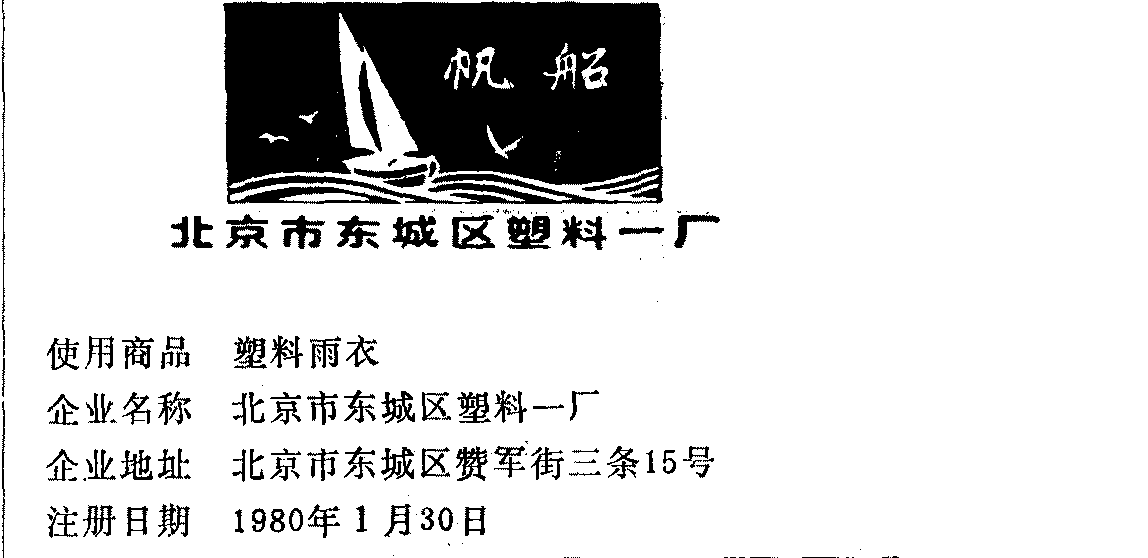 帆船
北京市东城区塑料一厂
使用商品 塑料雨衣
企业名称 北京市东城区塑料一厂
企业地址 北京市东城区赞军街三条15号
注册日期 1980年1月30日